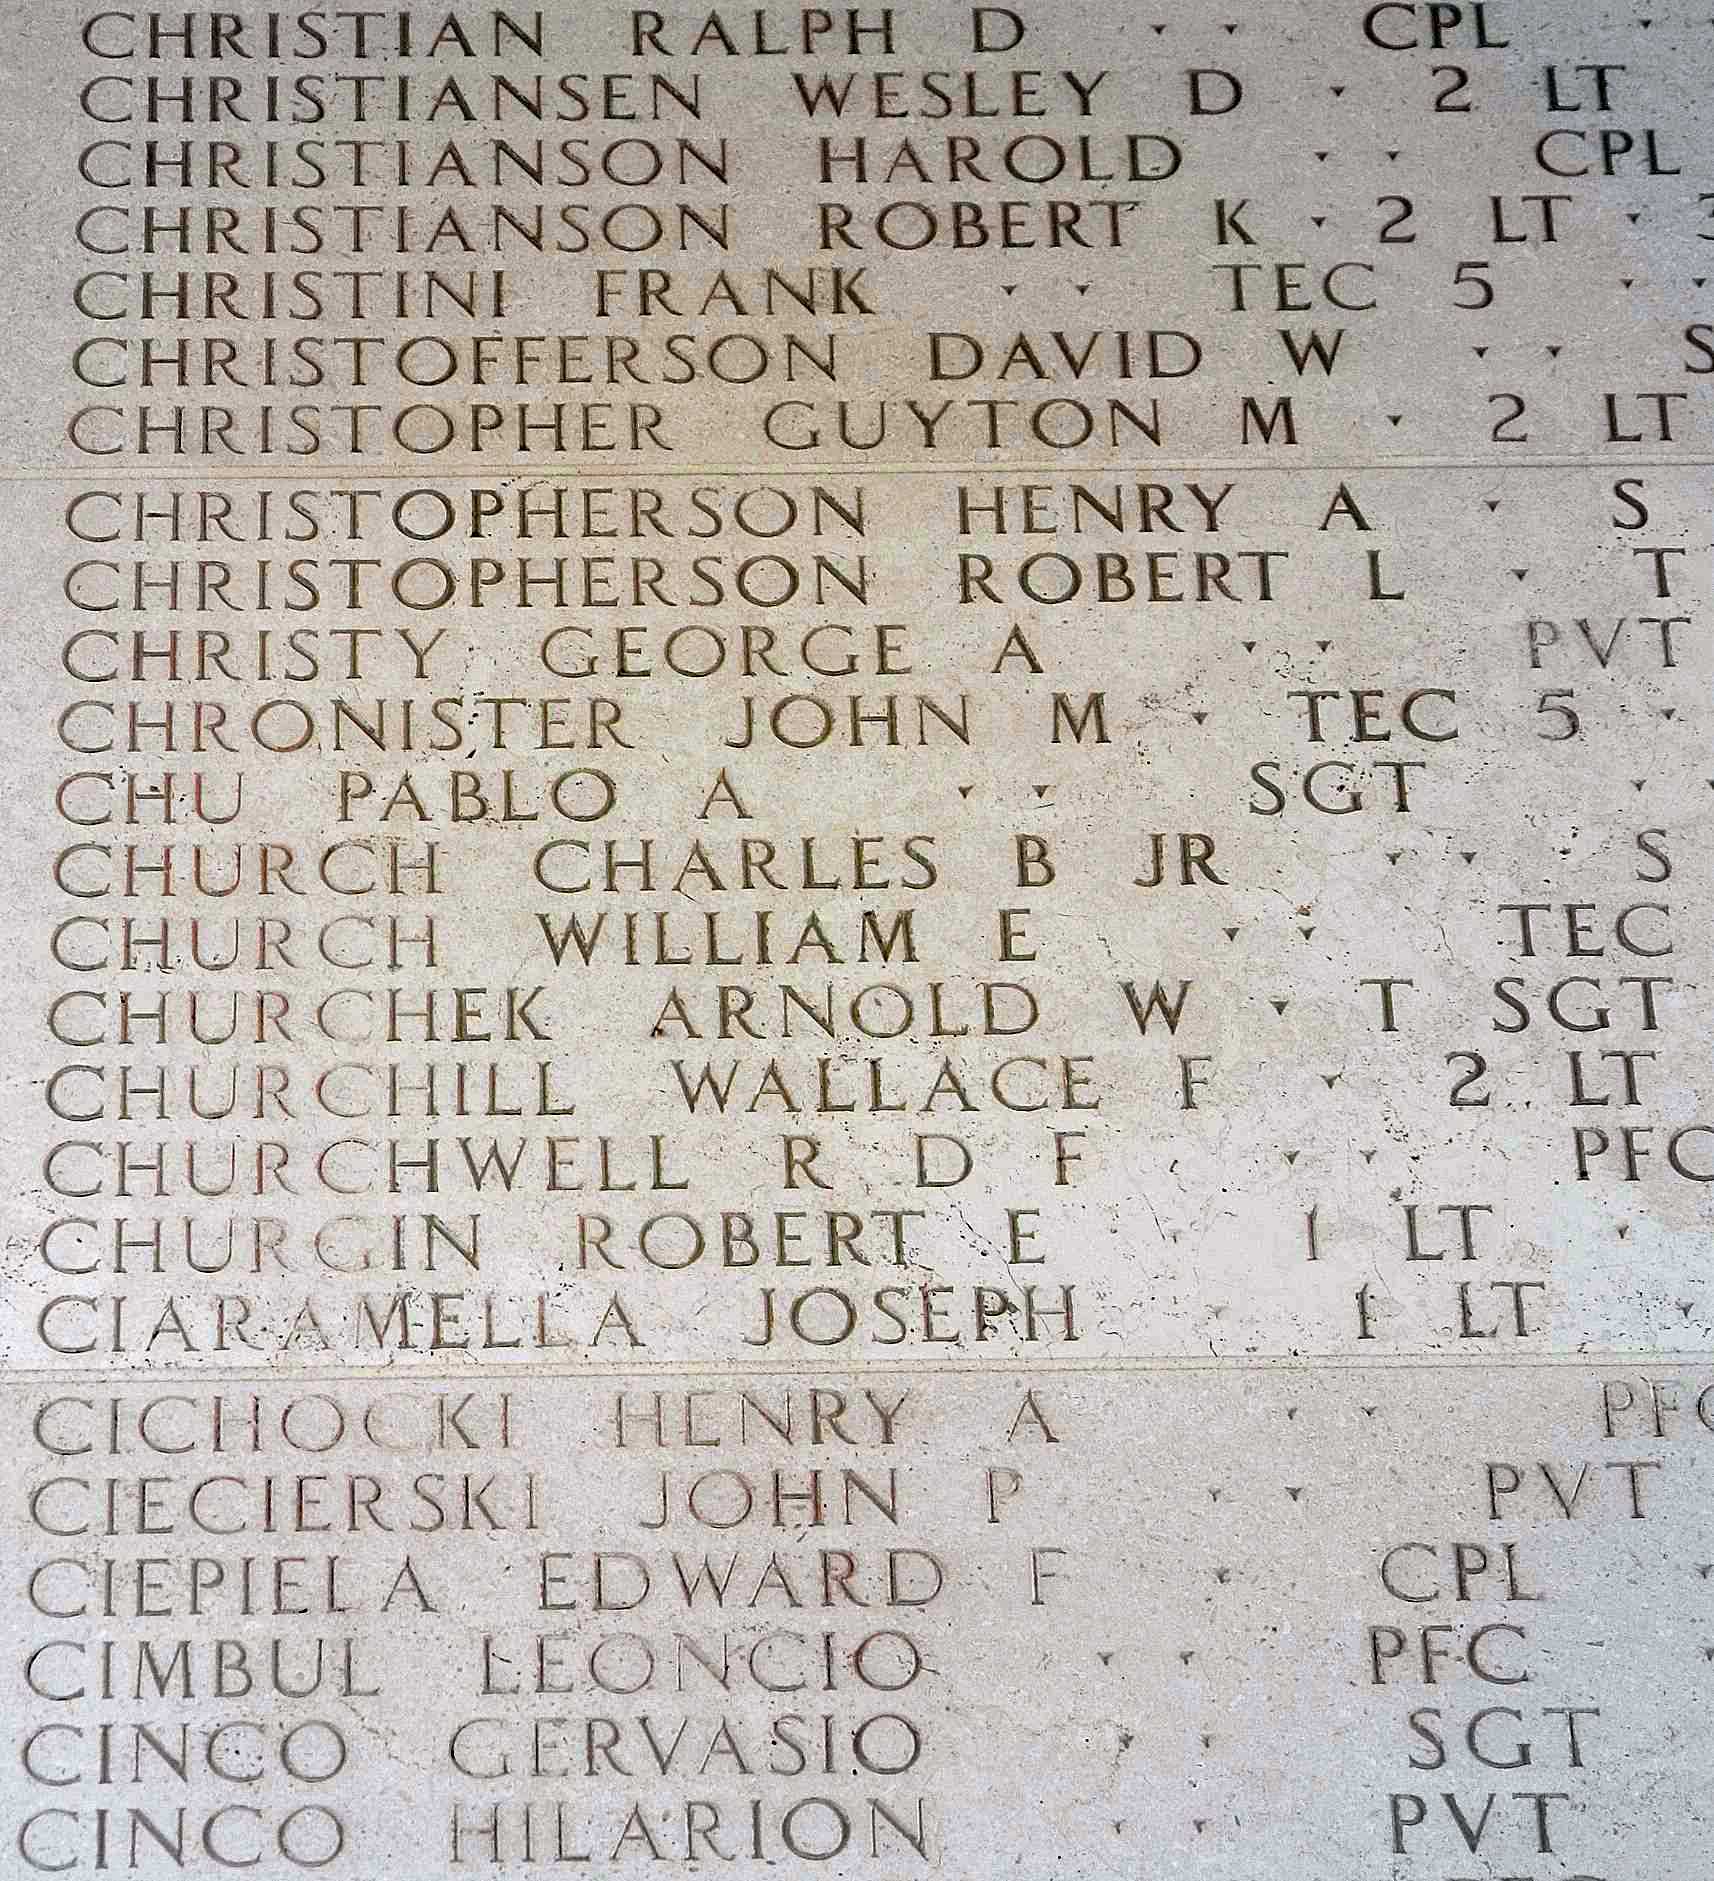 CHRISTIAN RALPH D · · CPL ·
CHRISTIANSEN WESLEY D · 2 LT
CHRISTIANSON HAROLD · · CPL
CHRISTIANSON ROBERT K · 2 LT ·
CHRISTINI FRANK · · TEC 5 · ·
CHRISTOFFERSON DAVID W · · S
CHRISTOPHER GUYTON M · 2 LT
CHRISTOPHERSON HENRY A · S
CHRISTOPHERSON ROBERT L · T
CHRISTY GEORGE A · · PVT
CHRONISTER JOHN M · TEC 5 ·
CHU PABLO A · · SGT · ·
CHURCH CHARLES B JR · · S
CHURCH WILLIAM E · · TEC
CHURCHEK ARNOLD W · T SGT
CHURCHILL WALLACE F · 2 LT
CHURCHWELL R D F · · PFC
CHURGIN ROBERT E · 1 LT ·
CIARAMELLA JOSEPH · 1 LT ·
CICHOCKI HENRY A · · PFC
CIECIERSKI JOHN P · · PVT
CIEPIELA EDWARD F · CPL ·
CIMBUL LEONCIO · · PFC ·
CINCO GERVASIO · · SGT
CINCO HILARION · · PVT